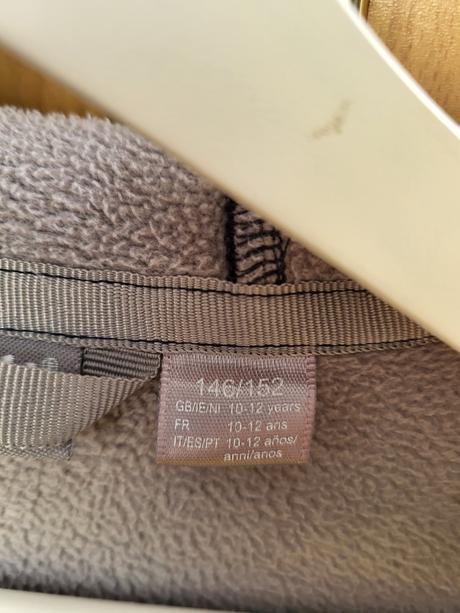 146/152
GB/IE/NI 10-12 years
FR 10-12 ans
IT/ES/PT 10-12 años/
anni/anos